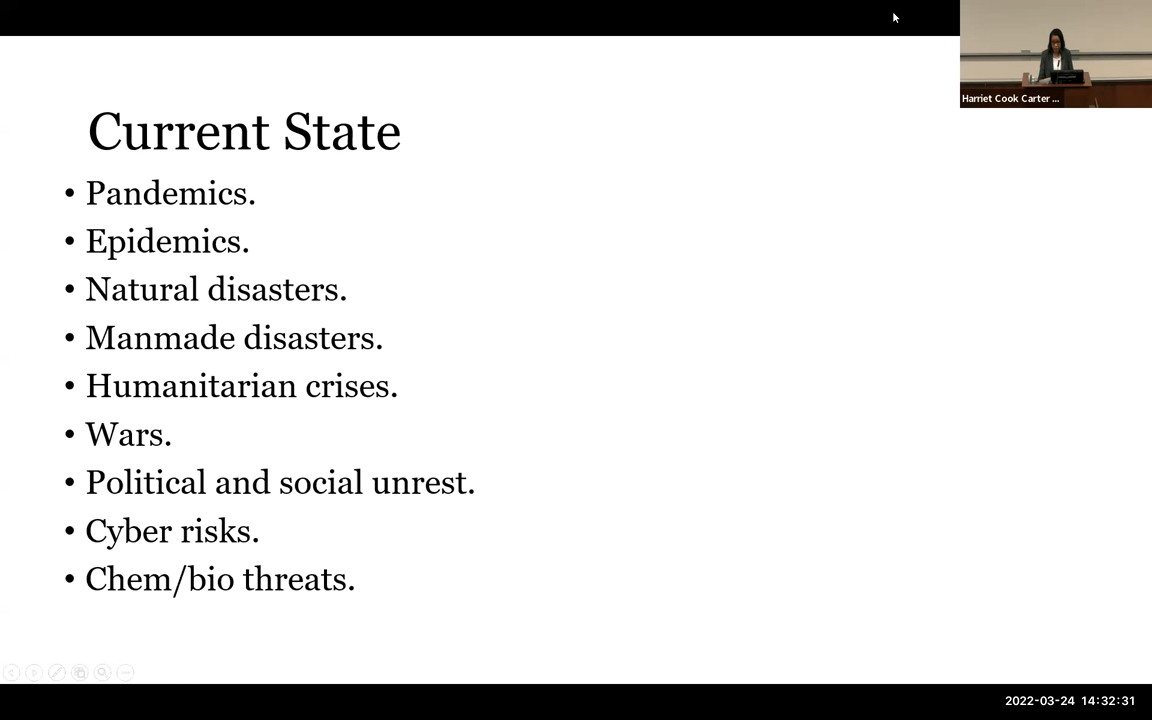 Harriet Cook Carter ...
Current State
• Pandemics.
• Epidemics.
• Natural disasters.
• Manmade disasters.
• Humanitarian crises.
• Wars.
• Political and social unrest.
• Cyber risks.
• Chem/bio threats.
2022-03-24 14:32:31